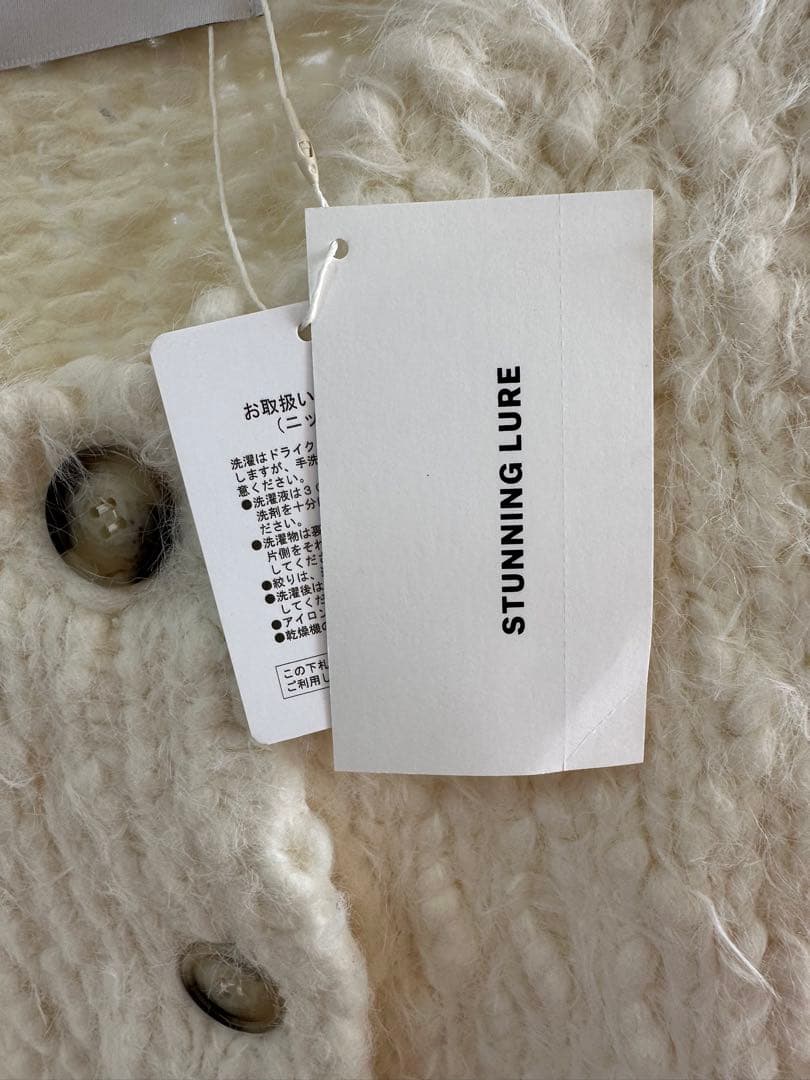 お取扱い
（ニッ
洗濯はドライク
しますが、手洗
意ください。
●洗濯液は３０
洗剤を十分
ださい。
●洗濯物は裏
片側をそれ
してくださ
●絞りは、
●洗濯後は
してくだ
●アイロン
●乾燥機の
この下札
ご利用し
STUNNING LURE